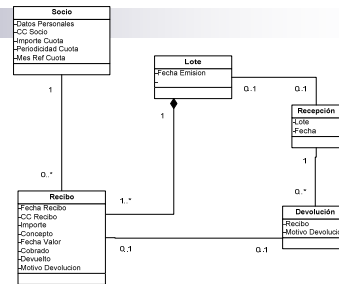 Socio
-Datos Personales
-CC Socio
-Importe Cuota
-Periodicidad Cuota
-Mes Ref Cuota
1
0..*
Lote
-Fecha Emision
-
0..1
0..1
1
1..*
Recepción
-Lote
-Fecha
1
0..*
Recibo
-Fecha Recibo
-CC Recibo
-Importe
-Concepto
-Fecha Valor
-Cobrado
-Devuelto
-Motivo Devolucion
0..1
0..1
Devolución
-Recibo
-Motivo Devolucio